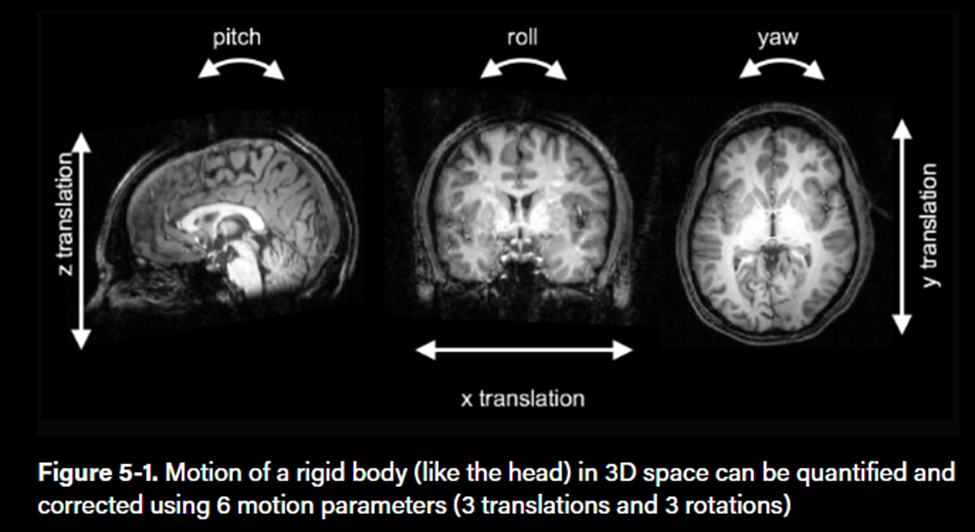 pitch
roll
yaw
z translation
y translation
x translation
Figure 5-1. Motion of a rigid body (like the head) in 3D space can be quantified and
corrected using 6 motion parameters (3 translations and 3 rotations)